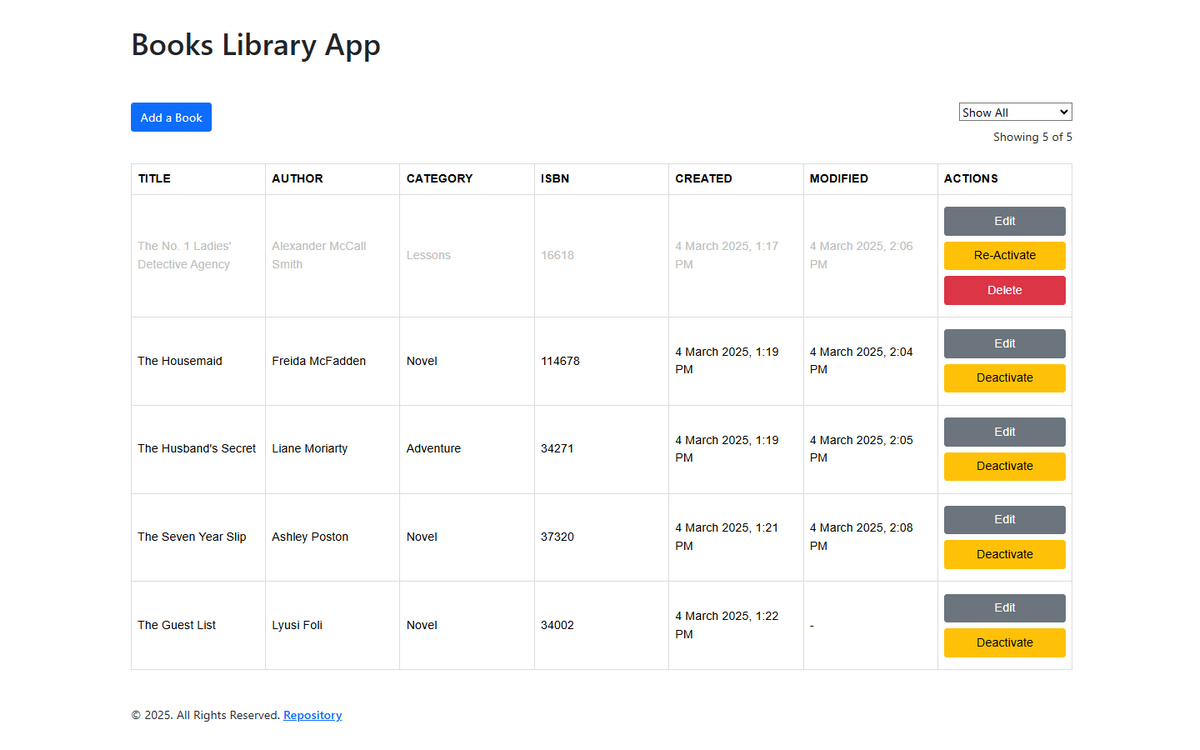 Books Library App
Add a Book
Show All
Showing 5 of 5
TITLE AUTHOR CATEGORY ISBN CREATED MODIFIED ACTIONS
The No. 1 Ladies' Detective Agency Alexander McCall Smith Lessons 16618 4 March 2025, 1:17 PM 4 March 2025, 2:06 PM Edit Re-Activate Delete
The Housemaid Freida McFadden Novel 114678 4 March 2025, 1:19 PM 4 March 2025, 2:04 PM Edit Deactivate
The Husband's Secret Liane Moriarty Adventure 34271 4 March 2025, 1:19 PM 4 March 2025, 2:05 PM Edit Deactivate
The Seven Year Slip Ashley Poston Novel 37320 4 March 2025, 1:21 PM 4 March 2025, 2:08 PM Edit Deactivate
The Guest List Lyusi Foli Novel 34002 4 March 2025, 1:22 PM - Edit Deactivate
© 2025. All Rights Reserved. Repository